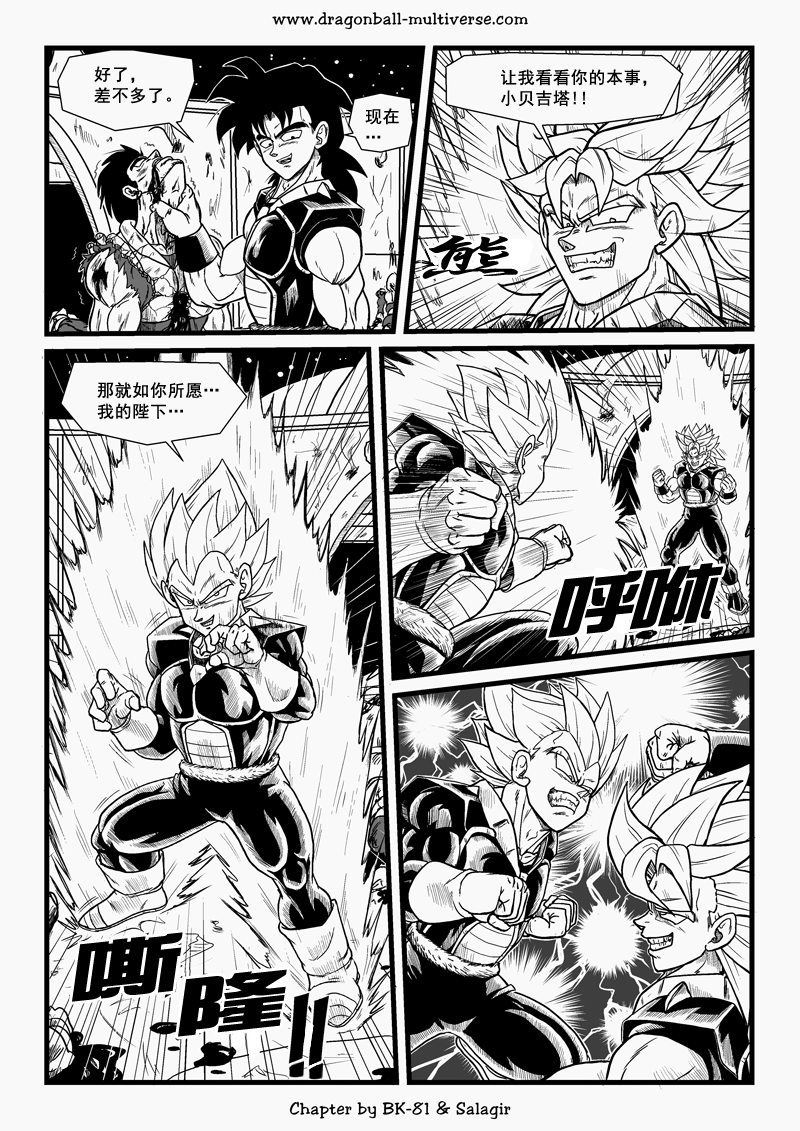 www.dragonball-multiverse.com
好了，
差不多了。
现在
…
让我看看你的本事，
小贝吉塔!!
熊
那就如你所愿…
我的陛下…
呼咻
嘶
隆
!!
Chapter by BK-81 & Salagir